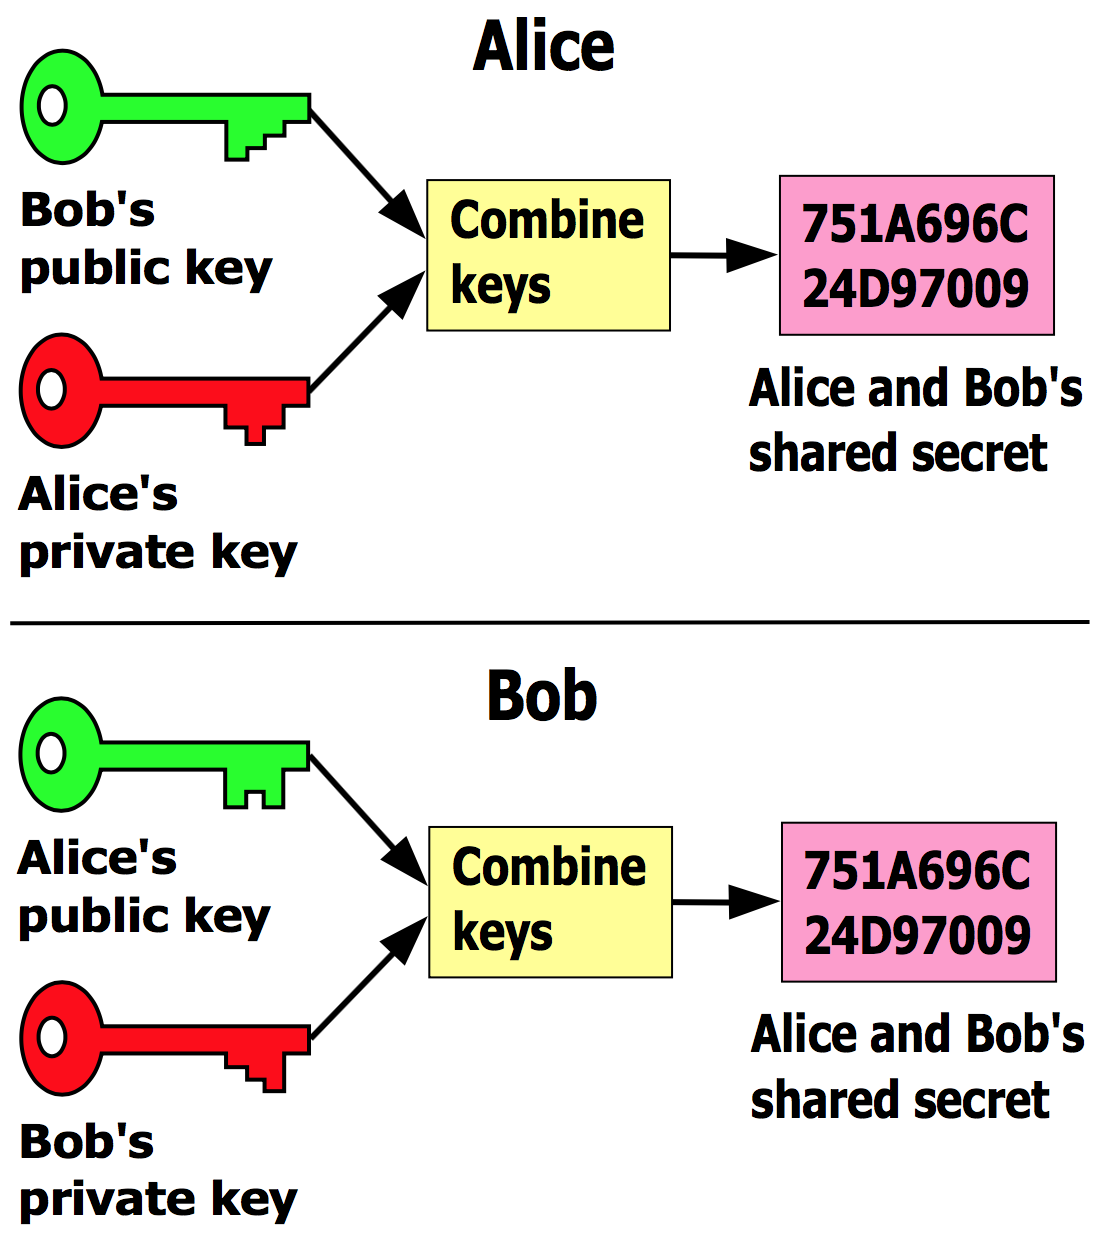 Alice
Bob's
public key
Combine
keys
751A696C
24D97009
Alice and Bob's
shared secret
Alice's
private key
Bob
Alice's
public key
Combine
keys
751A696C
24D97009
Alice and Bob's
shared secret
Bob's
private key